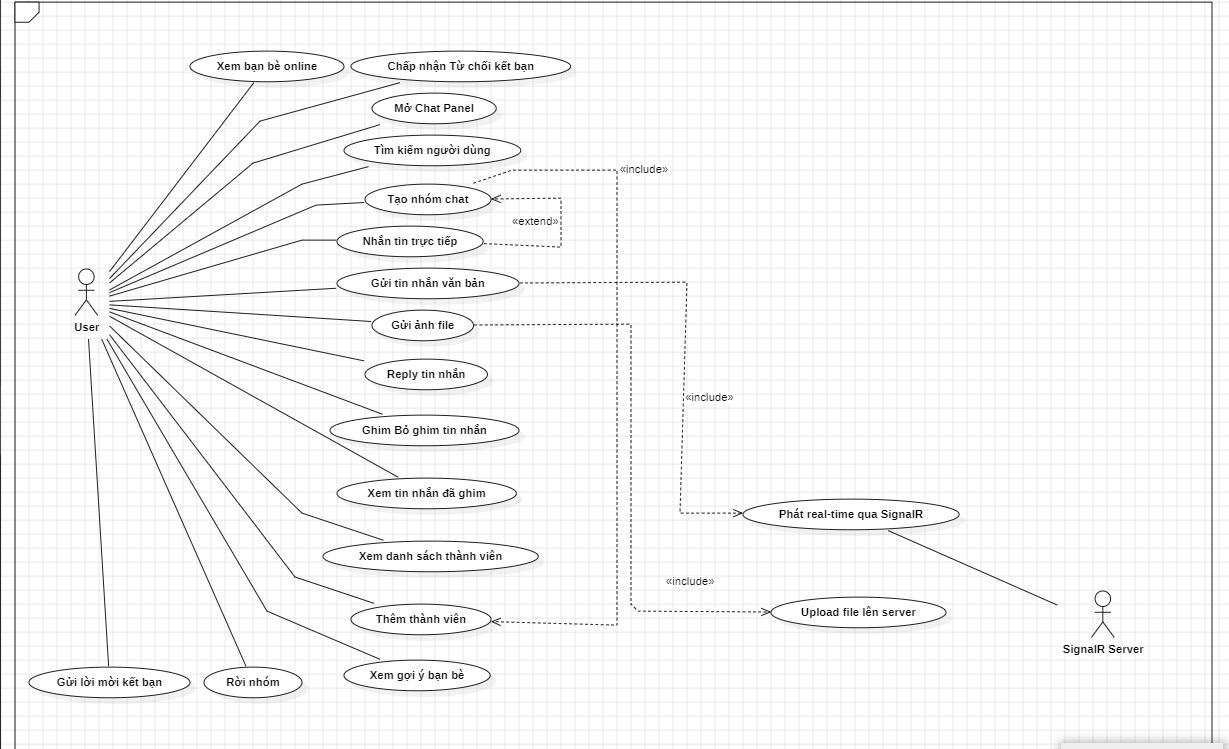 Xem bạn bè online
Chấp nhận Từ chối kết bạn
Mở Chat Panel
Tìm kiếm người dùng
«include»
Tạo nhóm chat
«extend»
Nhắn tin trực tiếp
Gửi tin nhắn văn bản
User
Gửi ảnh file
Reply tin nhắn
«include»
Ghim Bỏ ghim tin nhắn
Xem tin nhắn đã ghim
Phát real-time qua SignalR
Xem danh sách thành viên
«include»
Upload file lên server
Thêm thành viên
SignalR Server
Xem gợi ý bạn bè
Gửi lời mời kết bạn
Rời nhóm